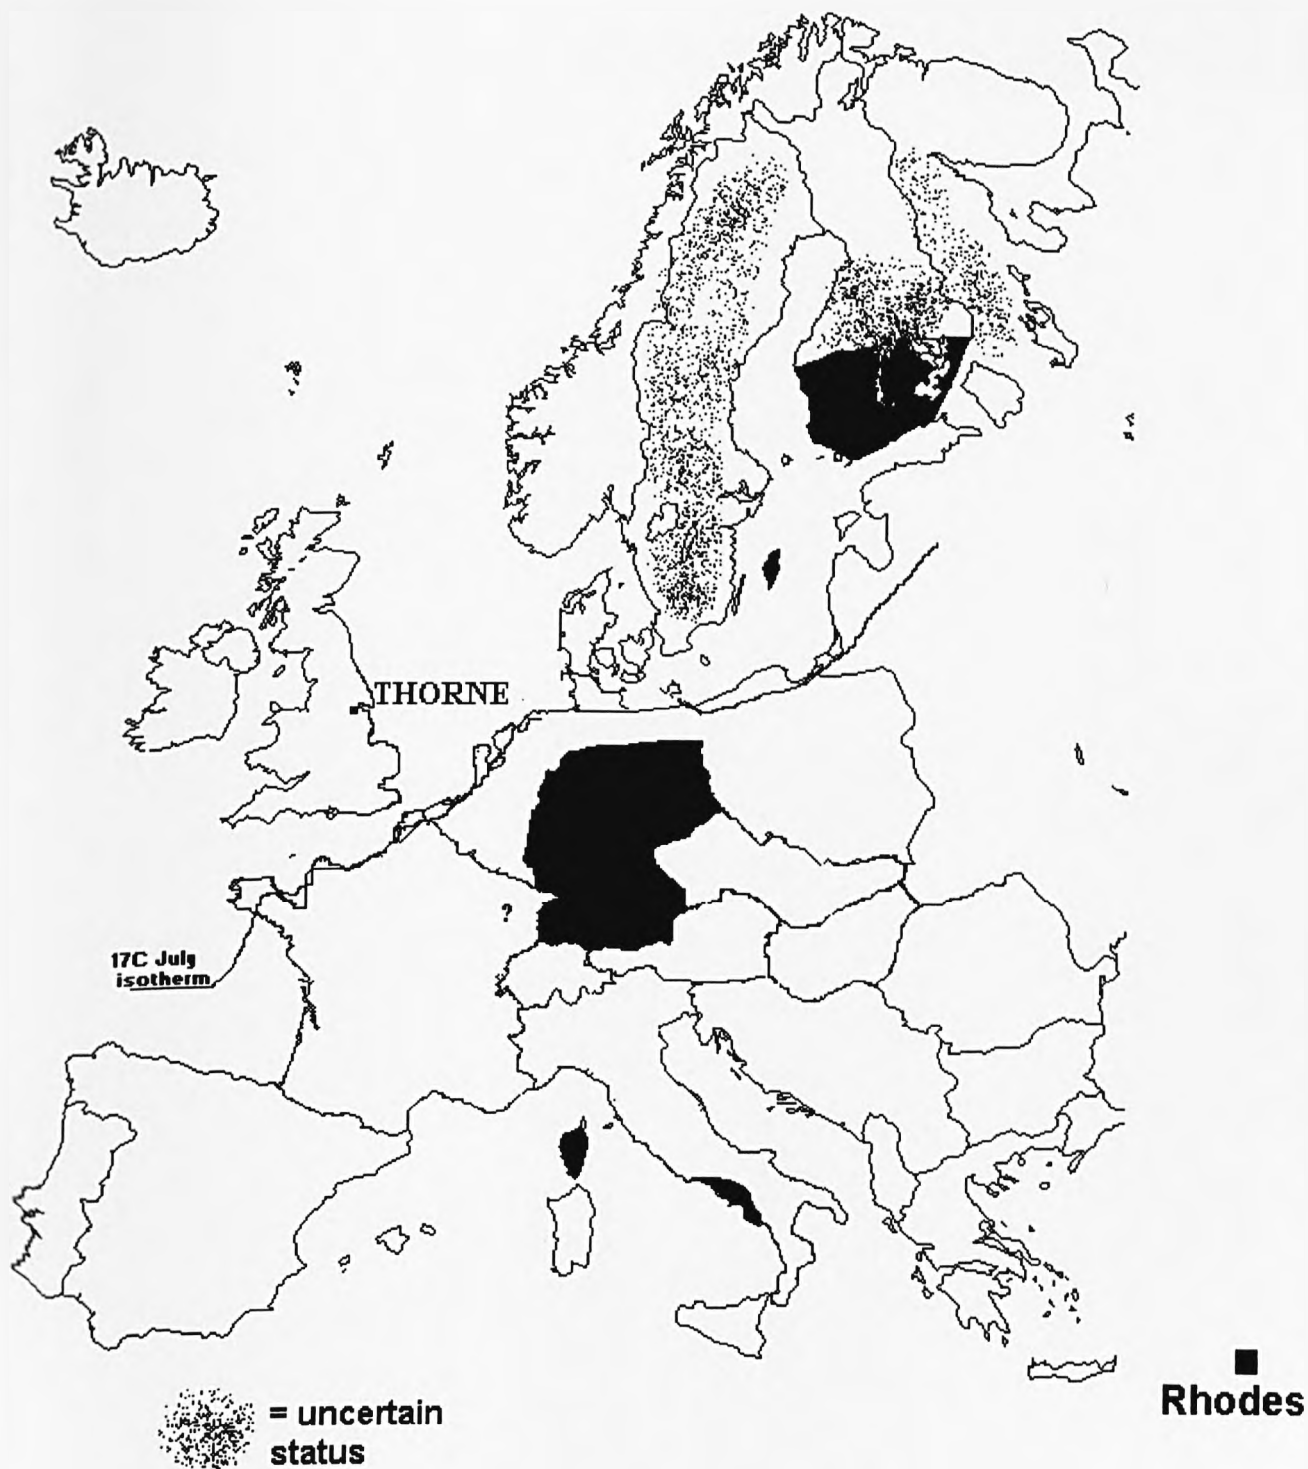 THORNE
?
17C July
isotherm
Rhodes
= uncertain
status